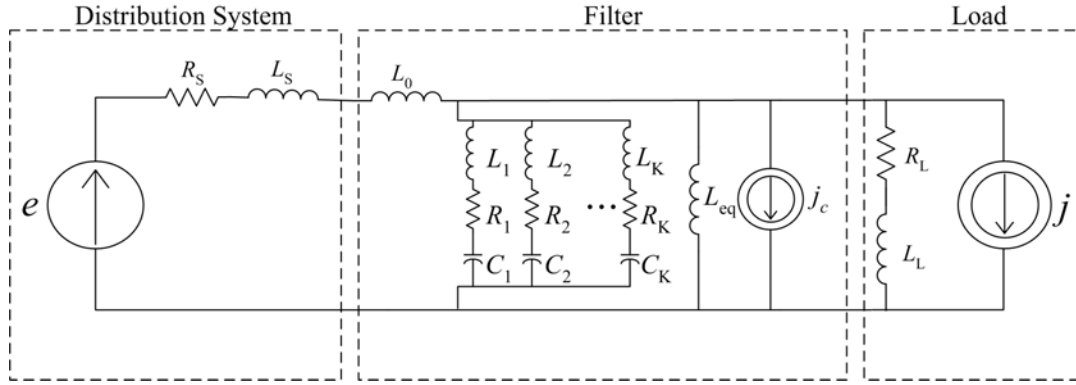 Distribution System
Filter
Load
R_S
L_S
L_0
L_1
L_2
L_K
R_1
R_2
...
R_K
C_1
C_2
C_K
L_eq
j_c
R_L
L_L
e
j